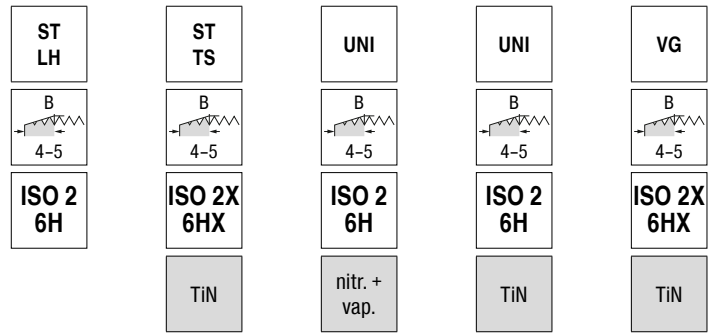 ST
LH
ST
TS
UNI
UNI
VG
B
4–5
B
4–5
B
4–5
B
4–5
B
4–5
ISO 2
6H
ISO 2X
6HX
ISO 2
6H
ISO 2
6H
ISO 2X
6HX
TiN
nitr. +
vap.
TiN
TiN